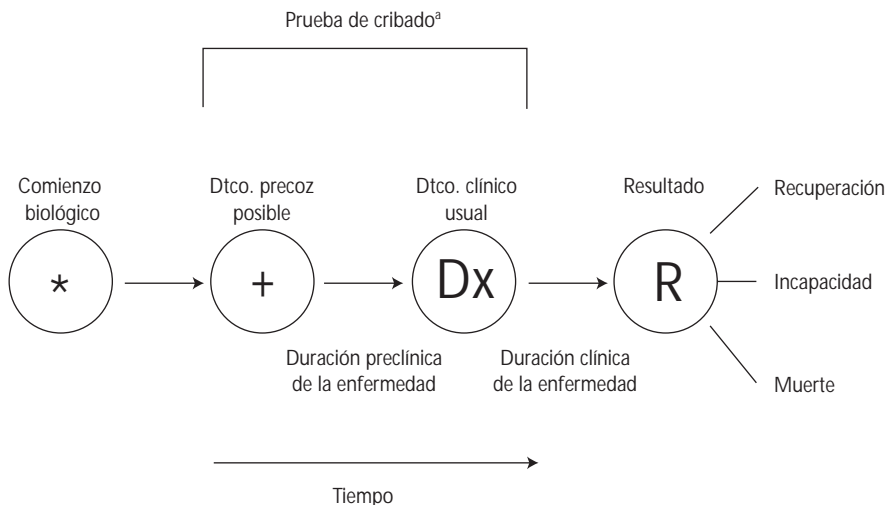 Prueba de cribadoᵃ
Comienzo
biológico
Dtco. precoz
posible
Dtco. clínico
usual
Resultado
Recuperación
*
+
Dx
R
Incapacidad
Duración preclínica
de la enfermedad
Duración clínica
de la enfermedad
Muerte
Tiempo